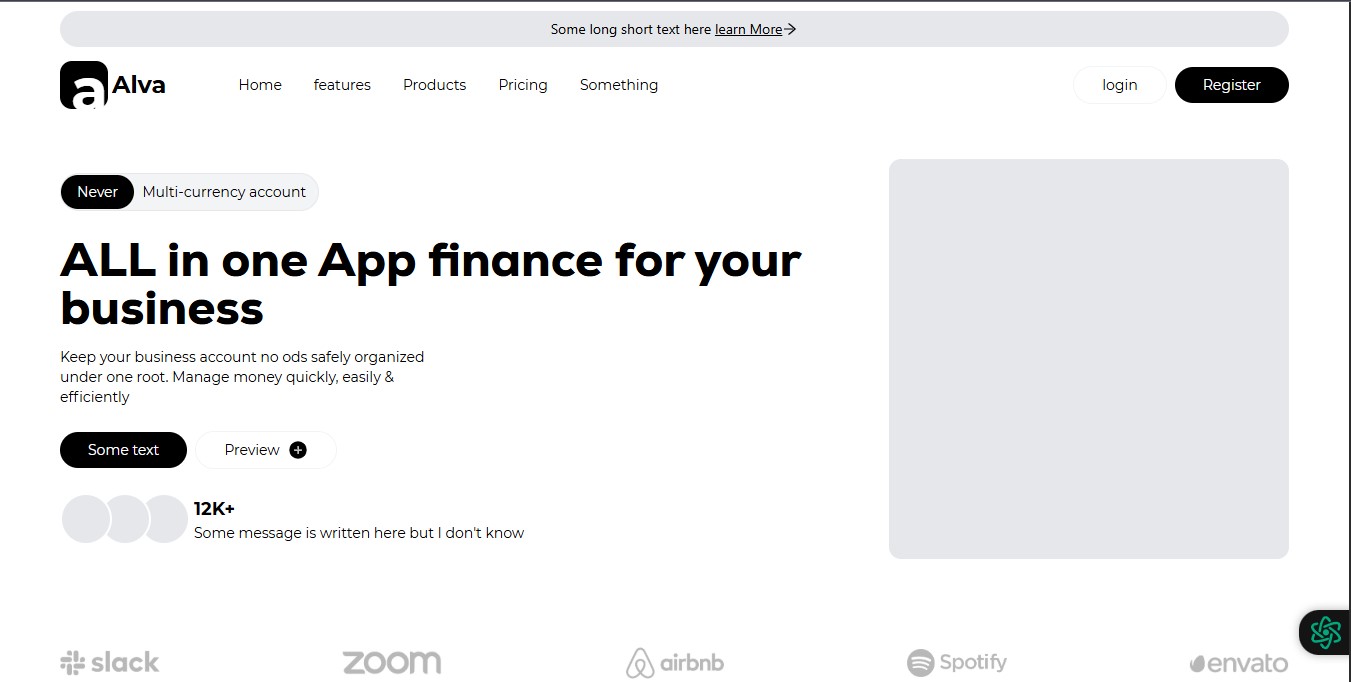 Some long short text here learn More→
a Alva
Home features Products Pricing Something
login Register
Never Multi-currency account
ALL in one App finance for your
business
Keep your business account no ods safely organized
under one root. Manage money quickly, easily &
efficiently
Some text Preview
12K+
Some message is written here but I don't know
slack zoom airbnb Spotify envato